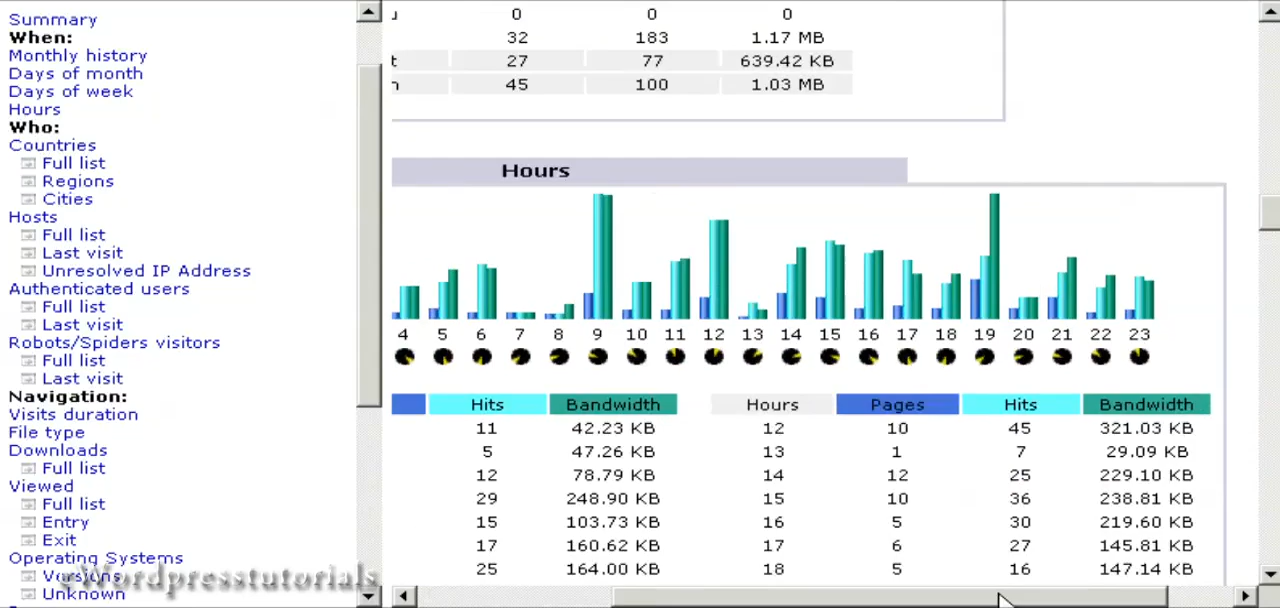 Summary
When:
Monthly history
Days of month
Days of week
Hours
Who:
Countries
Full list
Regions
Cities
Hosts
Full list
Last visit
Unresolved IP Address
Authenticated users
Full list
Last visit
Robots/Spiders visitors
Full list
Last visit
Navigation:
Visits duration
File type
Downloads
Full list
Viewed
Full list
Entry
Exit
Operating Systems
Versions
Unknown
eWordpresstutorials
0 0 0
32 183 1.17 MB
t 27 77 639.42 KB
n 45 100 1.03 MB
Hours
4 5 6 7 8 9 10 11 12 13 14 15 16 17 18 19 20 21 22 23
Hits Bandwidth Hours Pages Hits Bandwidth
11 42.23 KB 12 10 45 321.03 KB
5 47.26 KB 13 1 7 29.09 KB
12 78.79 KB 14 12 25 229.10 KB
29 248.90 KB 15 10 36 238.81 KB
15 103.73 KB 16 5 30 219.60 KB
17 160.62 KB 17 6 27 145.81 KB
25 164.00 KB 18 5 16 147.14 KB